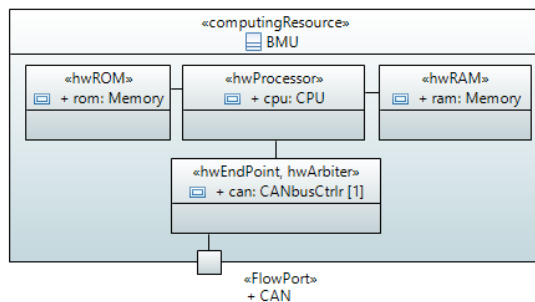 «computingResource»
BMU
«hwROM»
+ rom: Memory
«hwProcessor»
+ cpu: CPU
«hwRAM»
+ ram: Memory
«hwEndPoint, hwArbiter»
+ can: CANbusCtrlr [1]
«FlowPort»
+ CAN